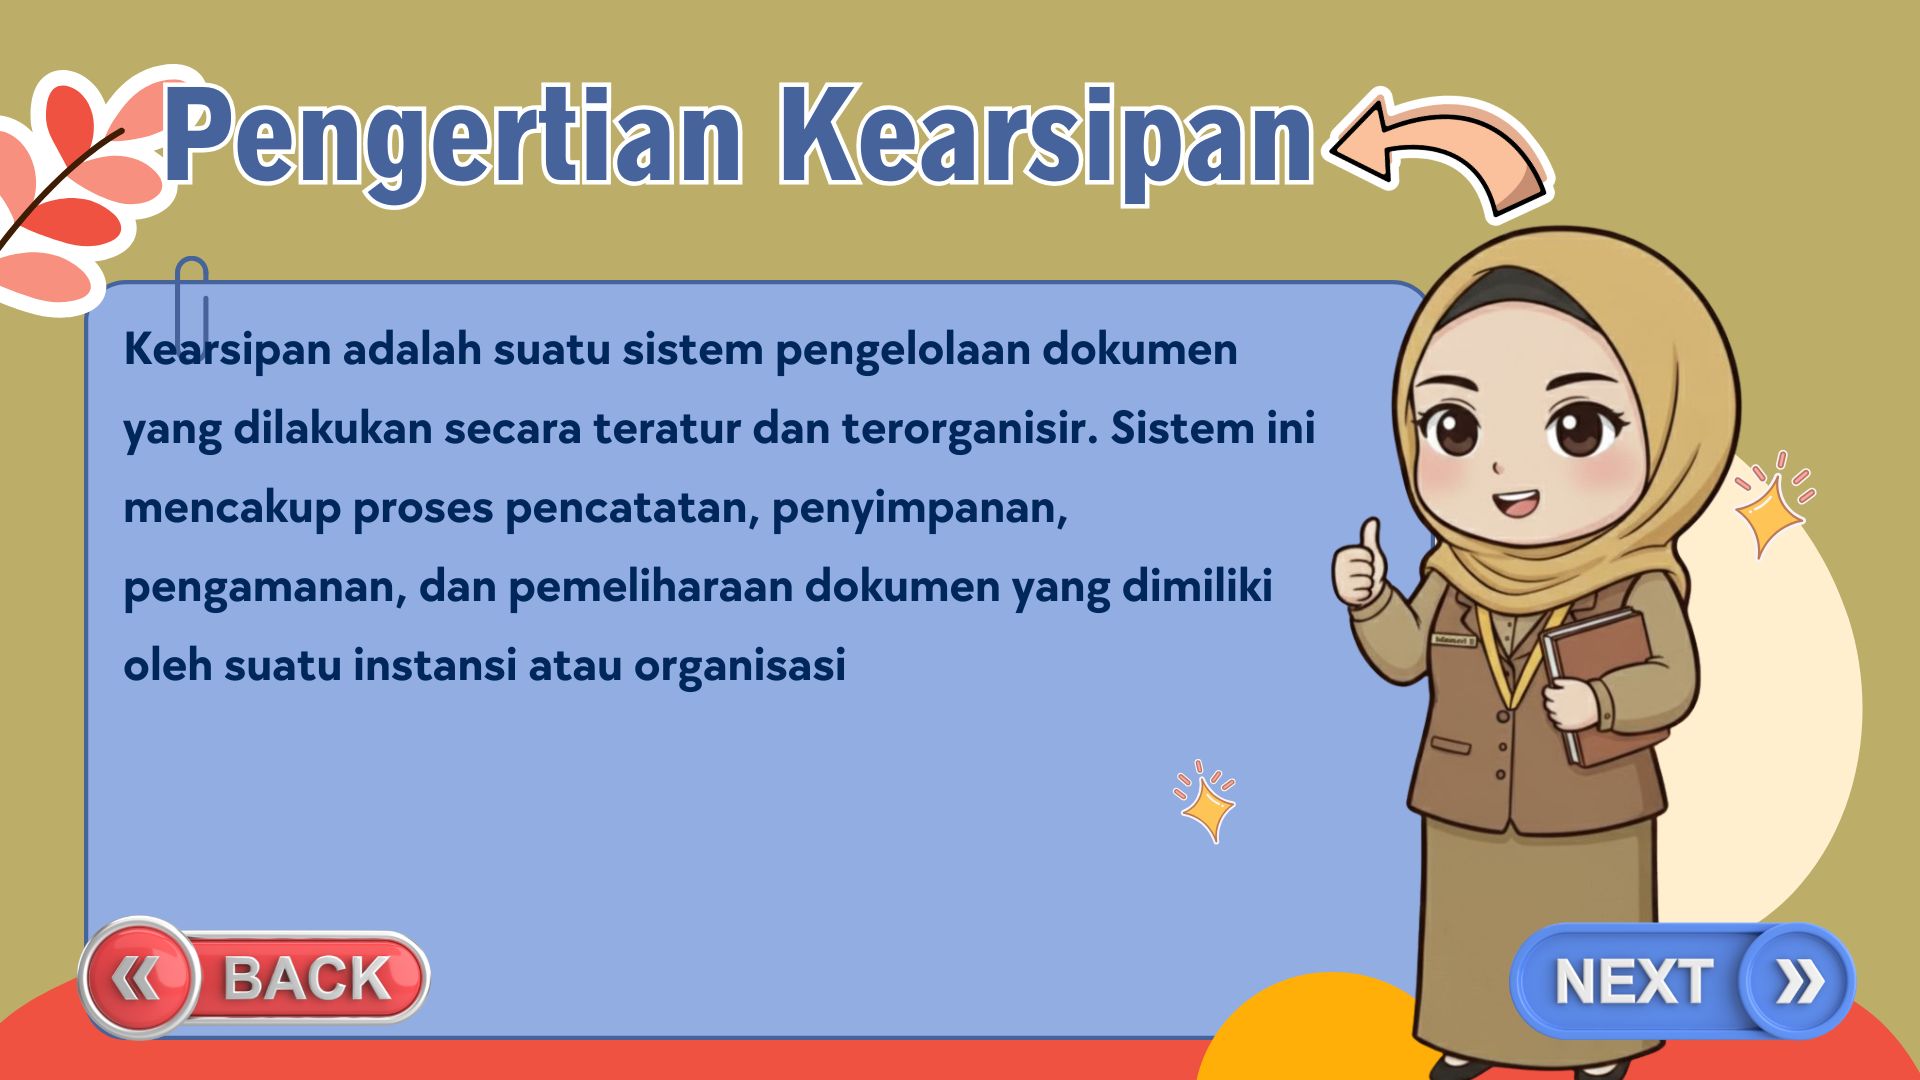 Pengertian Kearsipan
Kearsipan adalah suatu sistem pengelolaan dokumen
yang dilakukan secara teratur dan terorganisir. Sistem ini
mencakup proses pencatatan, penyimpanan,
pengamanan, dan pemeliharaan dokumen yang dimiliki
oleh suatu instansi atau organisasi
BACK
NEXT